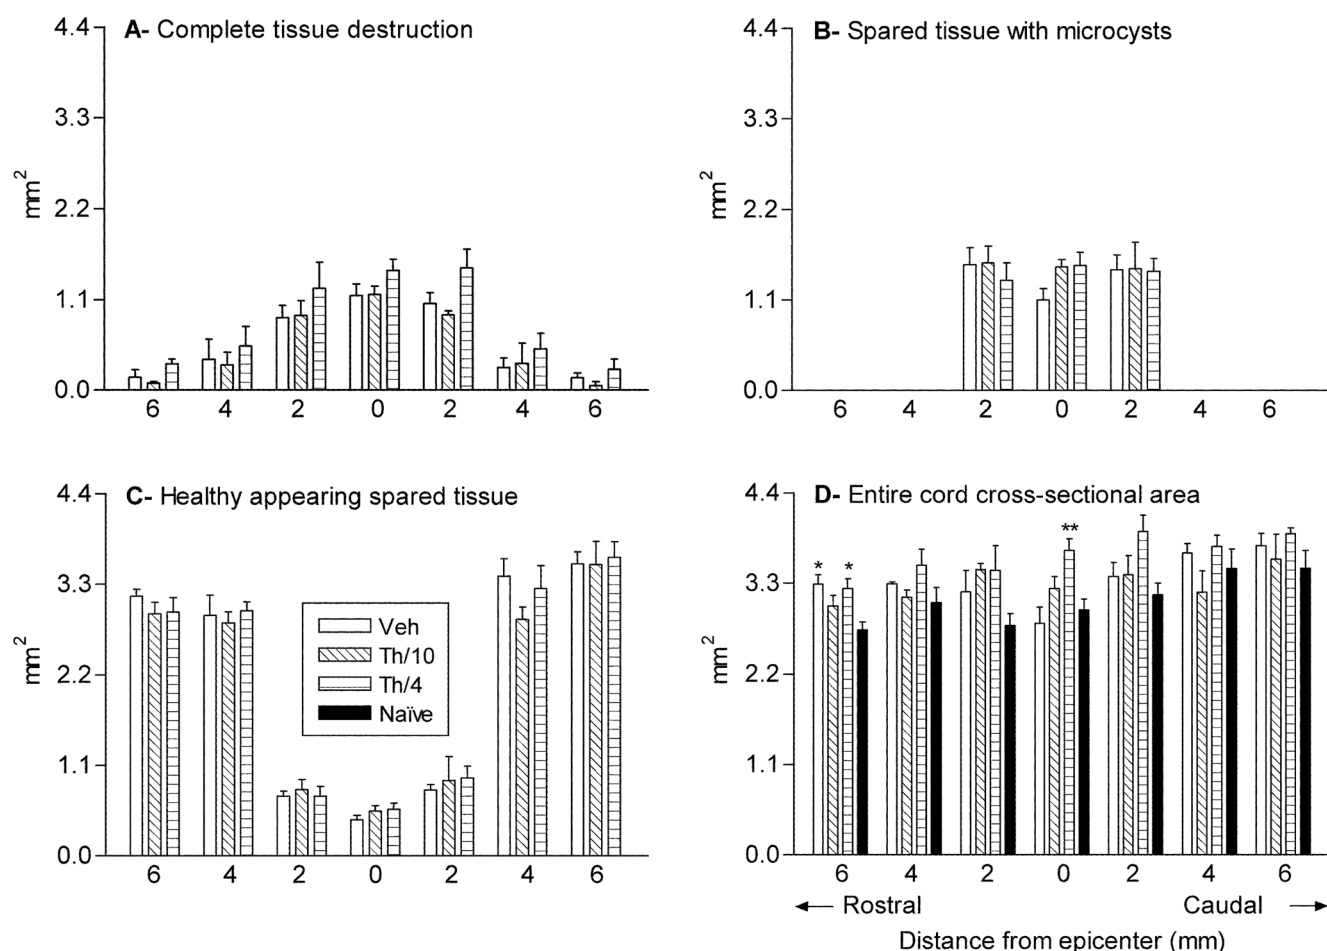 A- Complete tissue destruction
4.4
3.3
2.2
1.1
0.0
mm2
6 4 2 0 2 4 6
B- Spared tissue with microcysts
4.4
3.3
2.2
1.1
0.0
mm2
6 4 2 0 2 4 6
C- Healthy appearing spared tissue
4.4
3.3
2.2
1.1
0.0
mm2
Veh
Th/10
Th/4
Naïve
6 4 2 0 2 4 6
D- Entire cord cross-sectional area
4.4
3.3
2.2
1.1
0.0
mm2
* * **
6 4 2 0 2 4 6
← Rostral Caudal →
Distance from epicenter (mm)